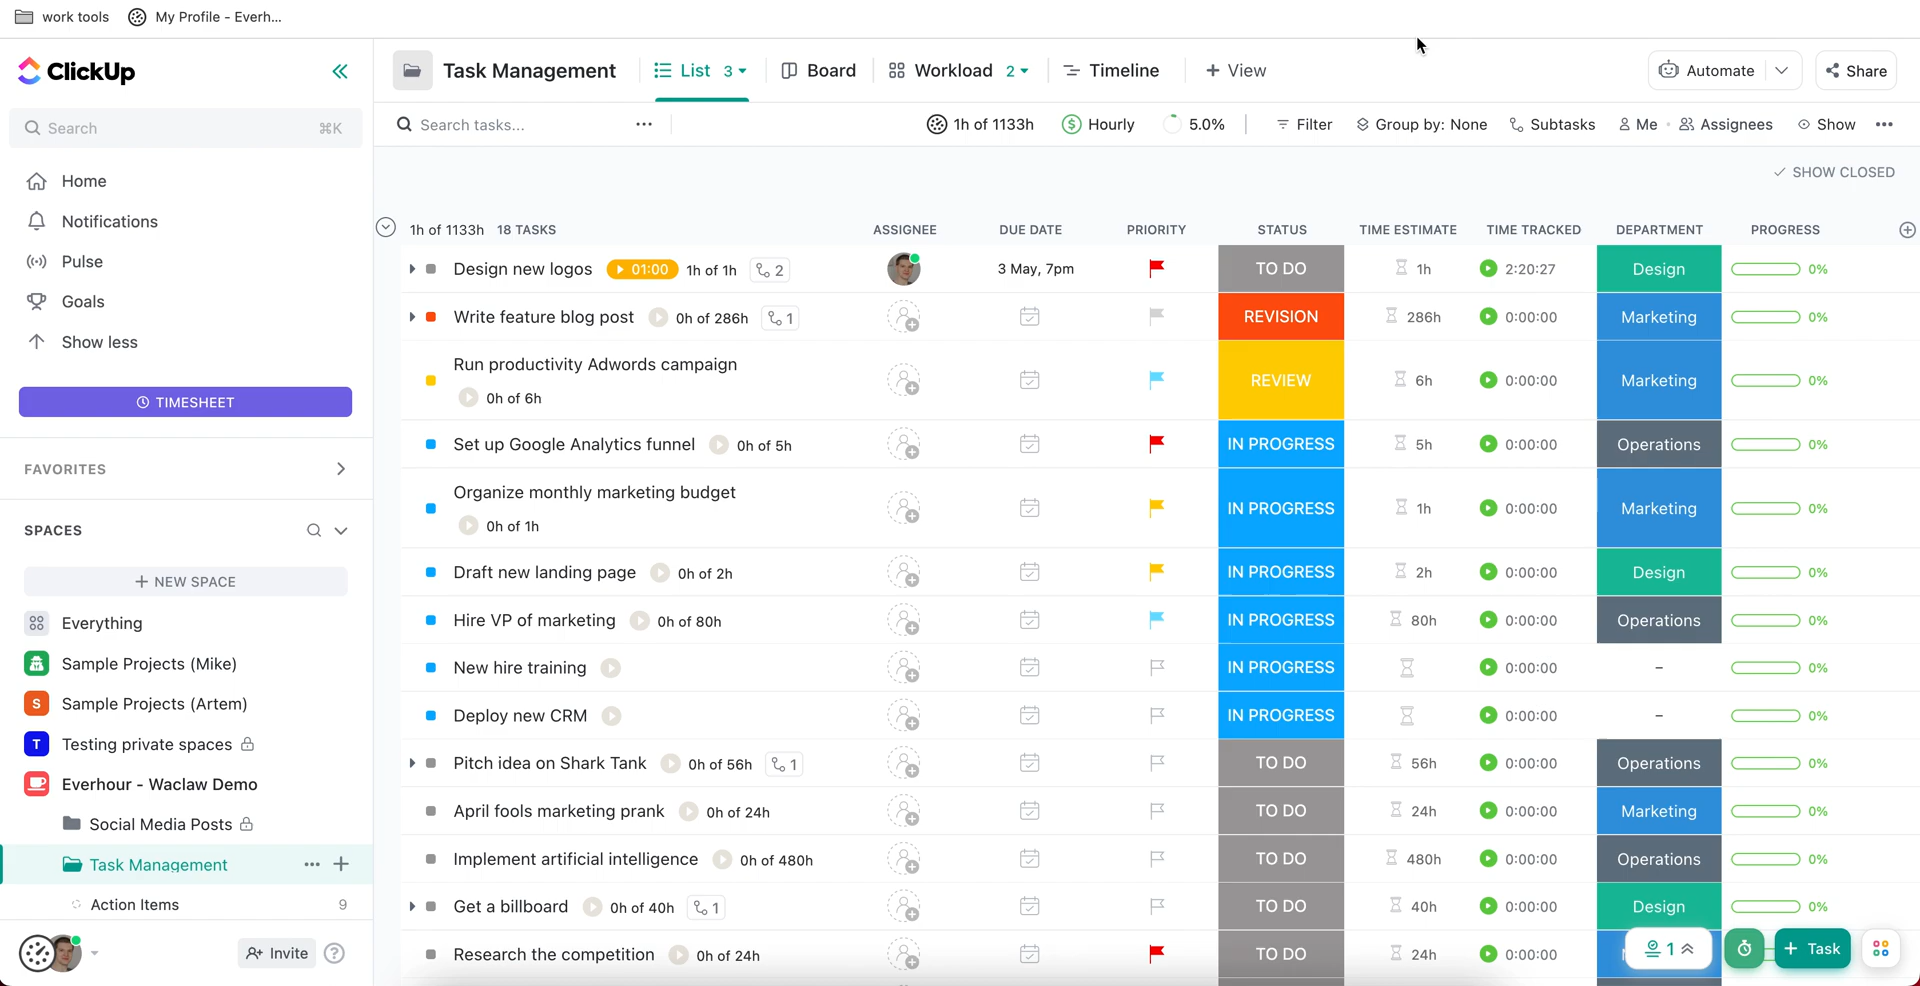 work tools My Profile - Everh...
ClickUp
Search ⌘K
Home
Notifications
Pulse
Goals
Show less
TIMESHEET
FAVORITES
SPACES
+ NEW SPACE
Everything
Sample Projects (Mike)
S Sample Projects (Artem)
T Testing private spaces
Everhour - Waclaw Demo
Social Media Posts
Task Management
Action Items 9
Invite ?
Task Management List 3 Board Workload 2 Timeline + View Automate Share
Search tasks... 1h of 1133h $ Hourly 5.0% Filter Group by: None Subtasks Me Assignees Show
SHOW CLOSED
1h of 1133h 18 TASKS ASSIGNEE DUE DATE PRIORITY STATUS TIME ESTIMATE TIME TRACKED DEPARTMENT PROGRESS
Design new logos 01:00 1h of 1h 2 3 May, 7pm TO DO 1h 2:20:27 Design 0%
Write feature blog post 0h of 286h 1 REVISION 286h 0:00:00 Marketing 0%
Run productivity Adwords campaign
0h of 6h REVIEW 6h 0:00:00 Marketing 0%
Set up Google Analytics funnel 0h of 5h IN PROGRESS 5h 0:00:00 Operations 0%
Organize monthly marketing budget
0h of 1h IN PROGRESS 1h 0:00:00 Marketing 0%
Draft new landing page 0h of 2h IN PROGRESS 2h 0:00:00 Design 0%
Hire VP of marketing 0h of 80h IN PROGRESS 80h 0:00:00 Operations 0%
New hire training IN PROGRESS 0:00:00 – 0%
Deploy new CRM IN PROGRESS 0:00:00 – 0%
Pitch idea on Shark Tank 0h of 56h 1 TO DO 56h 0:00:00 Operations 0%
April fools marketing prank 0h of 24h TO DO 24h 0:00:00 Marketing 0%
Implement artificial intelligence 0h of 480h TO DO 480h 0:00:00 Operations 0%
Get a billboard 0h of 40h 1 TO DO 40h 0:00:00 Design 0%
Research the competition 0h of 24h TO DO 24h 0:00:00
1 + Task